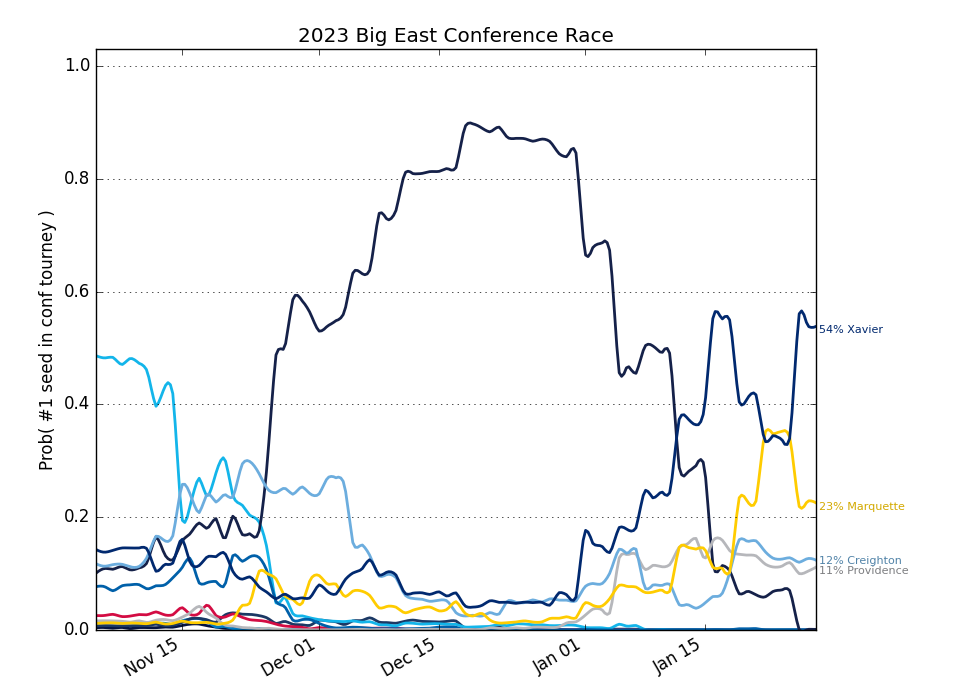 2023 Big East Conference Race
Prob( #1 seed in conf tourney )
1.0
0.8
0.6
0.4
0.2
0.0
54% Xavier
23% Marquette
12% Creighton
11% Providence
Nov 15
Dec 01
Dec 15
Jan 01
Jan 15